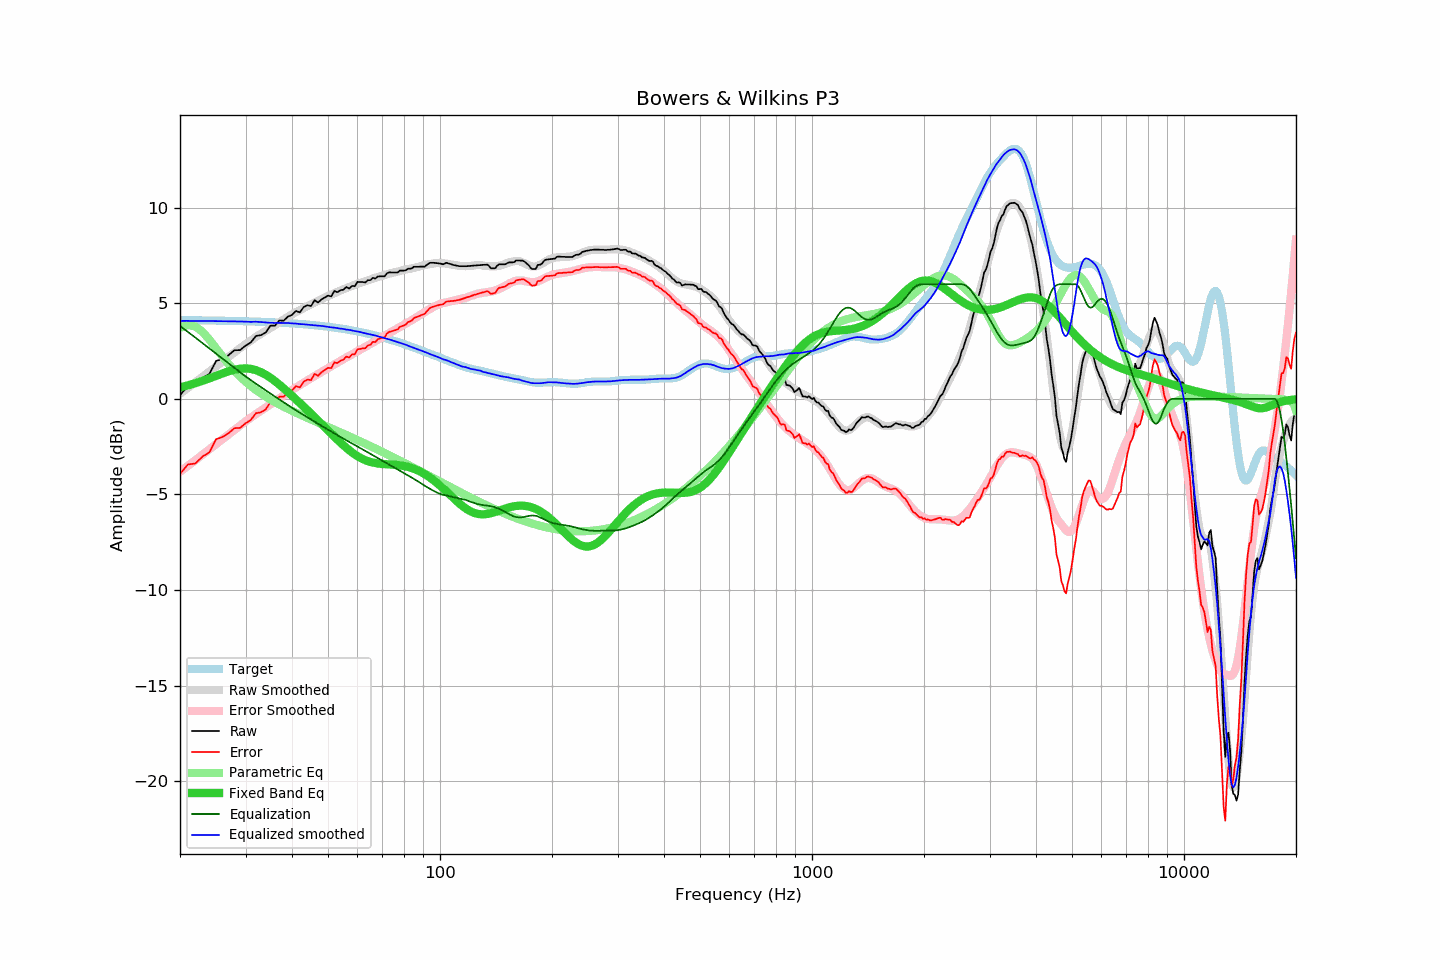 Bowers & Wilkins P3
10
5
0
−5
−10
−15
−20
Amplitude (dBr)
Target
Raw Smoothed
Error Smoothed
Raw
Error
Parametric Eq
Fixed Band Eq
Equalization
Equalized smoothed
100 1000 10000
Frequency (Hz)